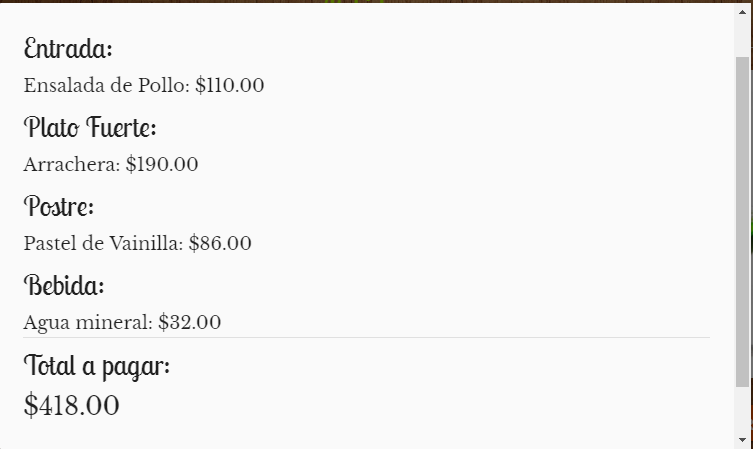 Entrada:
Ensalada de Pollo: $110.00
Plato Fuerte:
Arrachera: $190.00
Postre:
Pastel de Vainilla: $86.00
Bebida:
Agua mineral: $32.00
Total a pagar:
$418.00